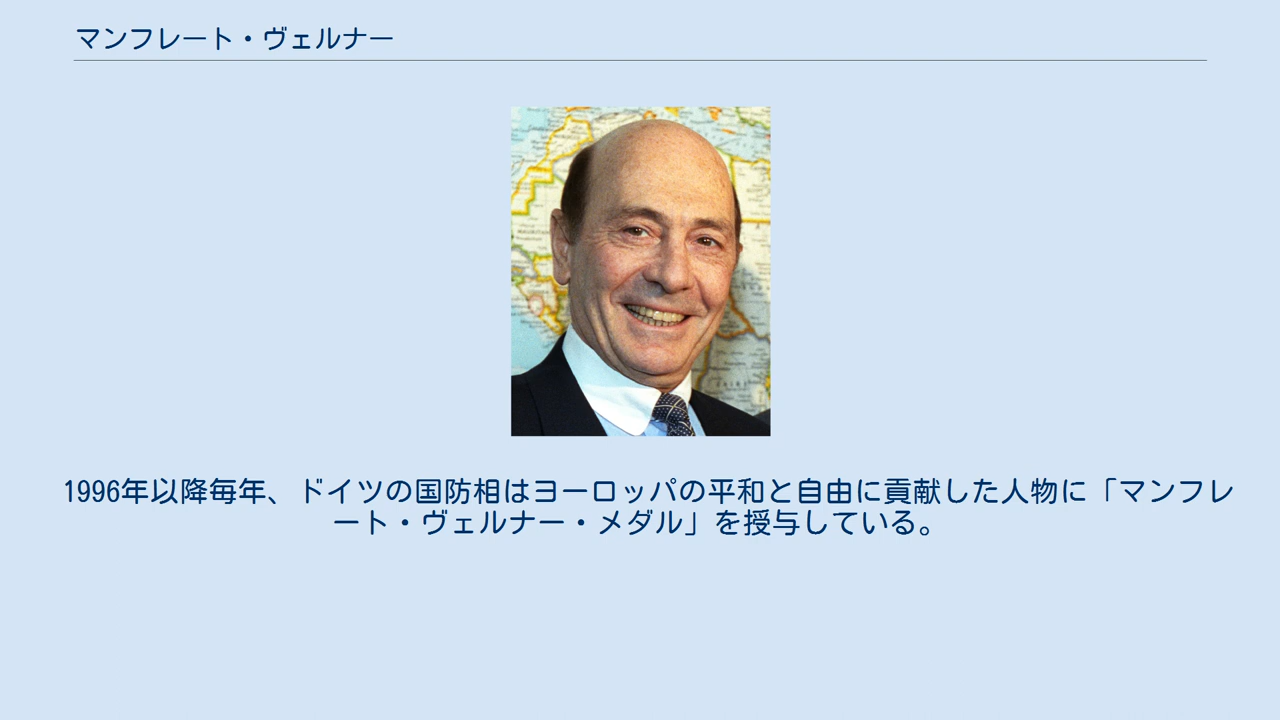 マンフレート・ヴェルナー
1996年以降毎年、ドイツの国防相はヨーロッパの平和と自由に貢献した人物に「マンフレ
ート・ヴェルナー・メダル」を授与している。